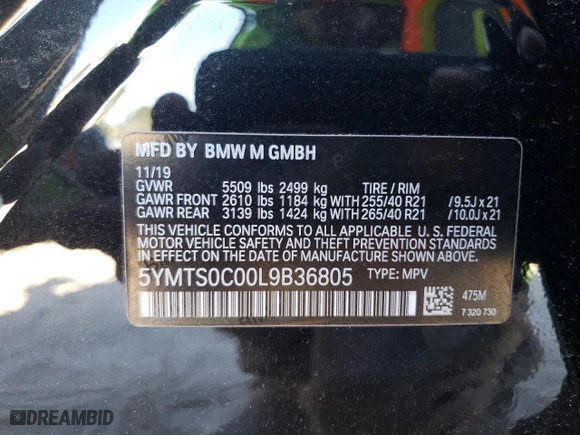 MFD BY BMW M GMBH
11/19
GVWR 5509 lbs 2499 kg TIRE / RIM
GAWR FRONT 2610 lbs 1184 kg WITH 255/40 R21 /9.5J x 21
GAWR REAR 3139 lbs 1424 kg WITH 265/40 R21 /10.0J x 21
THIS VEHICLE CONFORMS TO ALL APPLICABLE U. S. FEDERAL
MOTOR VEHICLE SAFETY AND THEFT PREVENTION STANDARDS
IN EFFECT ON THE DATE OF MANUFACTURE SHOWN ABOVE.
5YMTS0C00L9B36805 TYPE: MPV
475M
7 320 730
DREAMBID